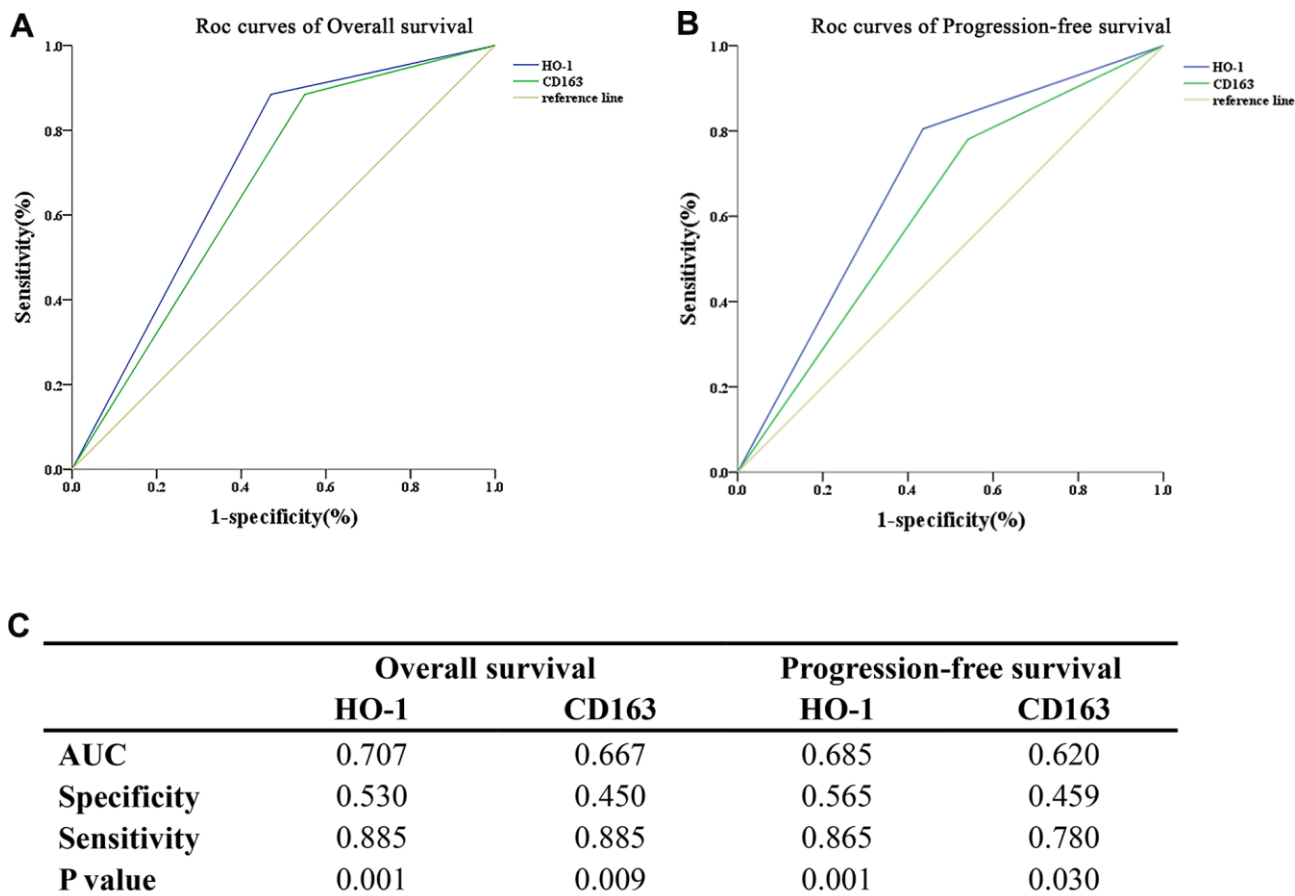 A
Roc curves of Overall survival
HO-1
CD163
reference line
1.0
0.8
0.6
0.4
0.2
0.0
Sensitivity(%)
0.0 0.2 0.4 0.6 0.8 1.0
1-specificity(%)
B
Roc curves of Progression-free survival
HO-1
CD163
reference line
1.0
0.8
0.6
0.4
0.2
0.0
Sensitivity(%)
0.0 0.2 0.4 0.6 0.8 1.0
1-specificity(%)
C
Overall survival Progression-free survival
HO-1 CD163 HO-1 CD163
AUC 0.707 0.667 0.685 0.620
Specificity 0.530 0.450 0.565 0.459
Sensitivity 0.885 0.885 0.865 0.780
P value 0.001 0.009 0.001 0.030